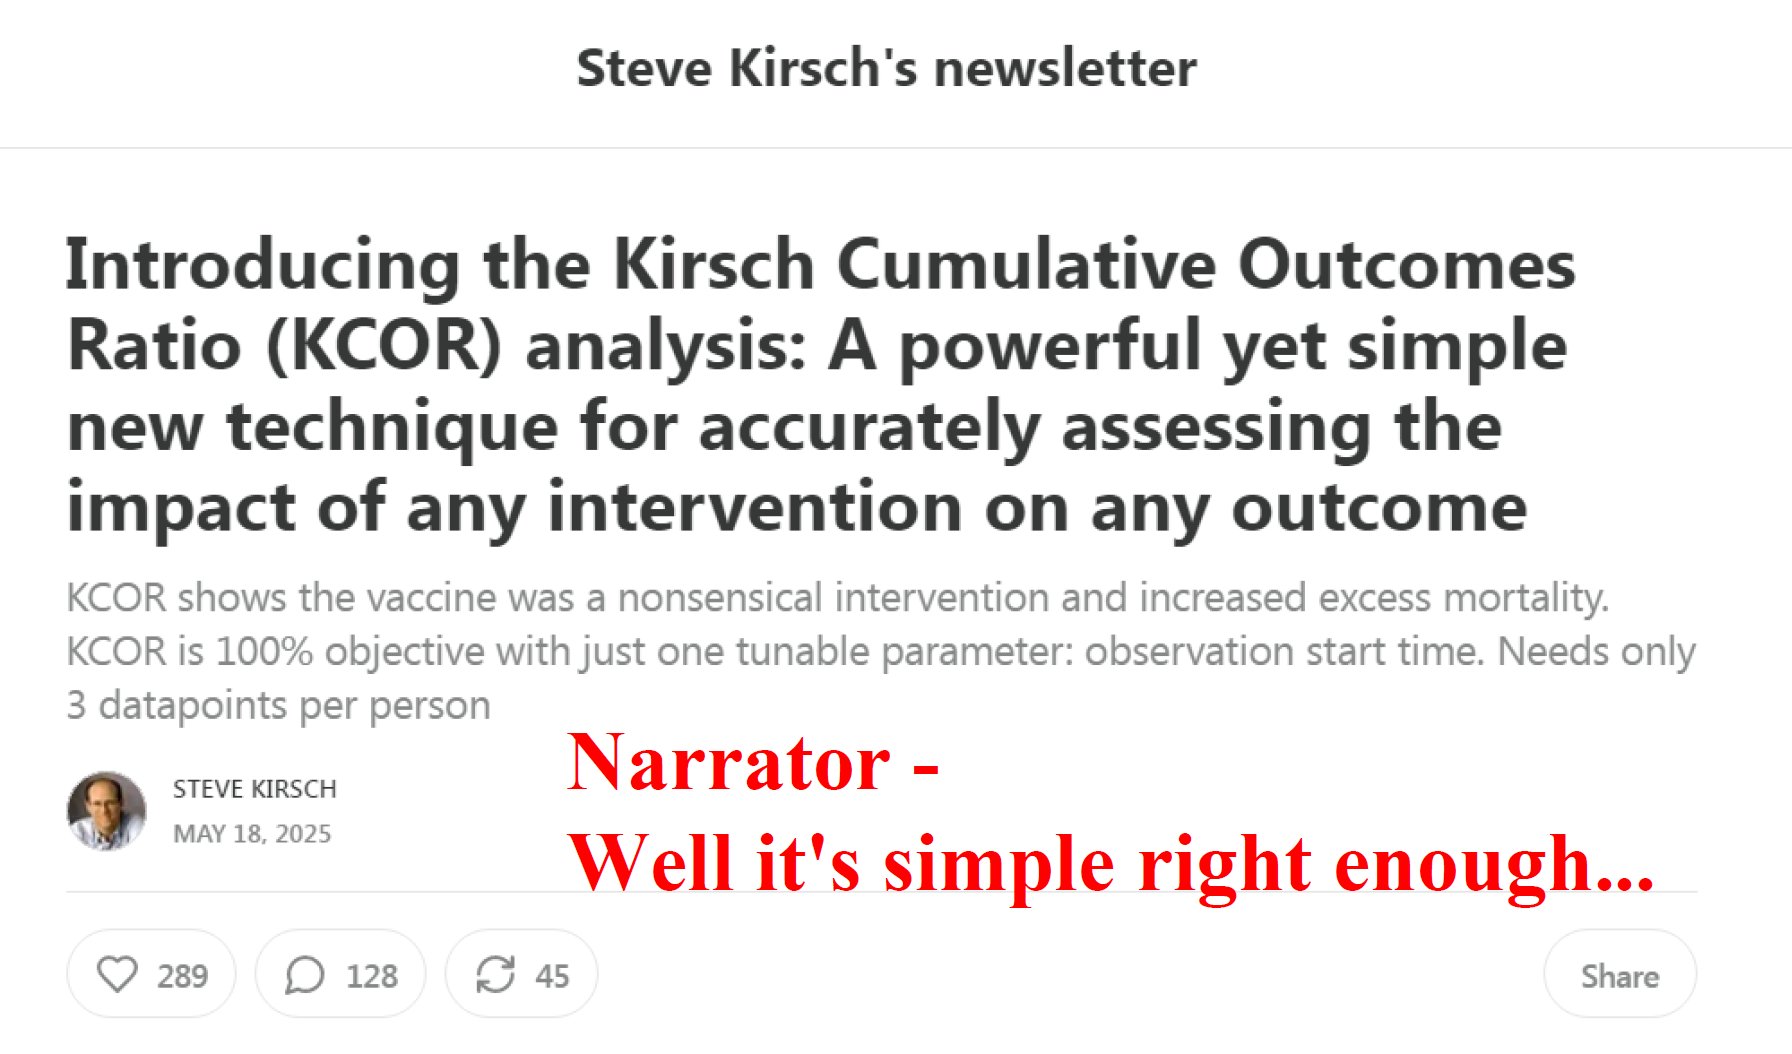 Steve Kirsch's newsletter
Introducing the Kirsch Cumulative Outcomes
Ratio (KCOR) analysis: A powerful yet simple
new technique for accurately assessing the
impact of any intervention on any outcome
KCOR shows the vaccine was a nonsensical intervention and increased excess mortality.
KCOR is 100% objective with just one tunable parameter: observation start time. Needs only
3 datapoints per person
Narrator -
STEVE KIRSCH
MAY 18, 2025
Well it's simple right enough...
289
128
45
Share